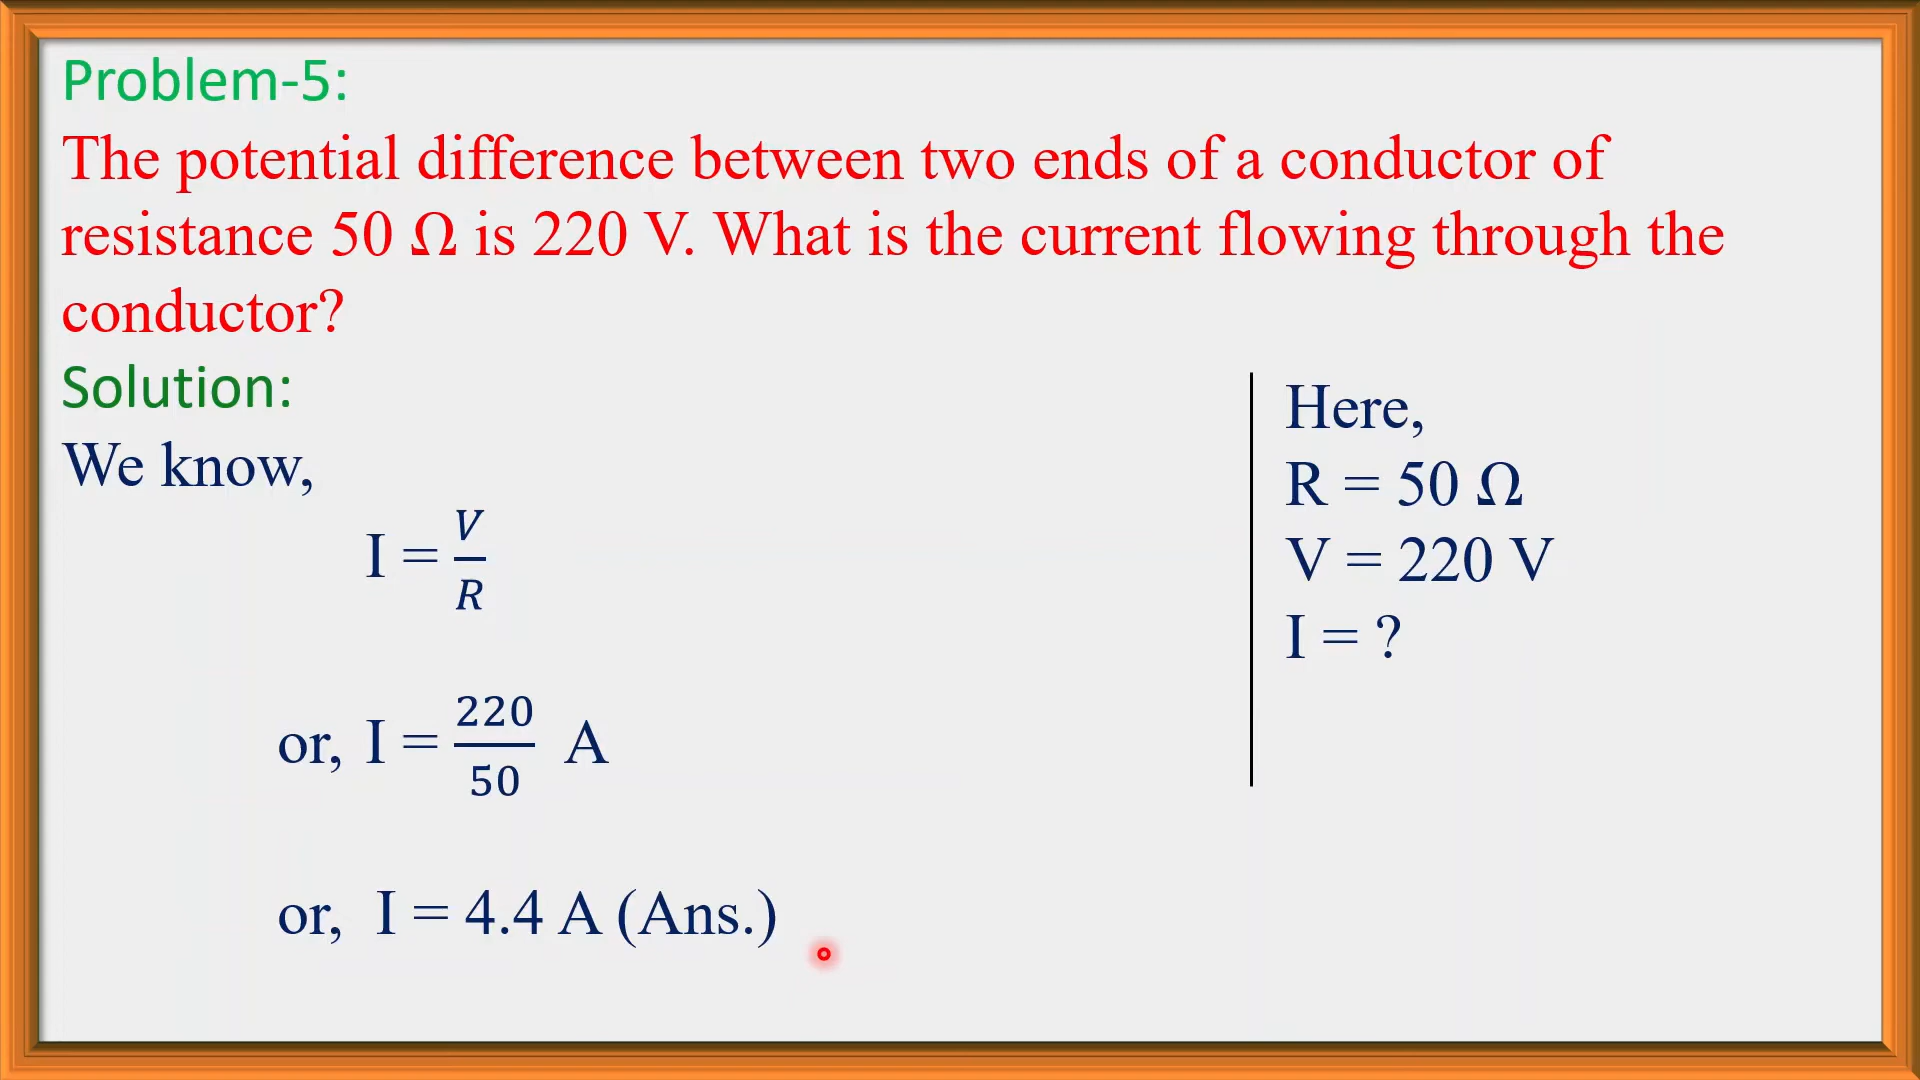 Problem-5:
The potential difference between two ends of a conductor of
resistance 50 Ω is 220 V. What is the current flowing through the
conductor?
Solution:
We know,
I = V/R
or, I = 220/50 A
or, I = 4.4 A (Ans.)
Here,
R = 50 Ω
V = 220 V
I = ?